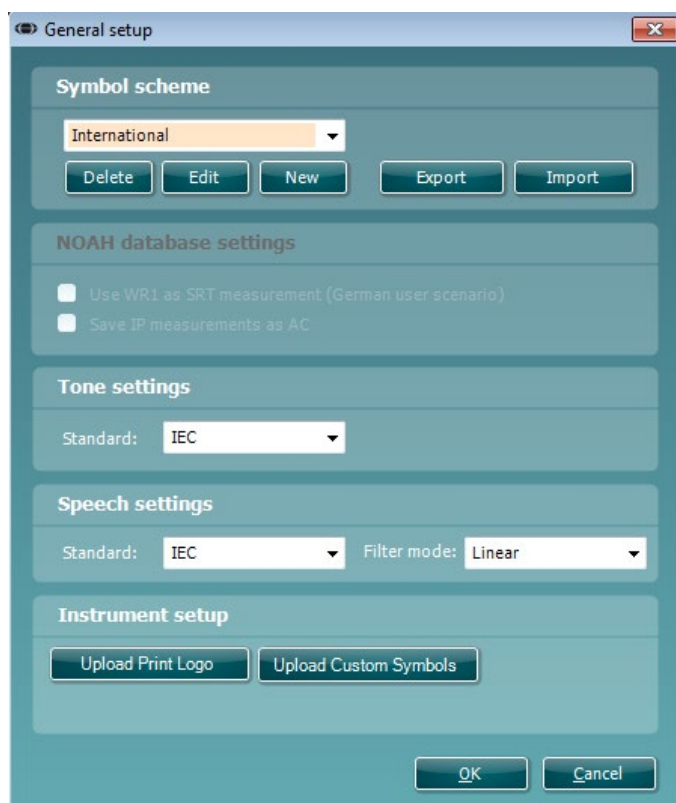 General setup
Symbol scheme
International
Delete Edit New Export Import
NOAH database settings
Use WR1 as SRT measurement (German user scenario)
Save IP measurements as AC
Tone settings
Standard: IEC
Speech settings
Standard: IEC Filter mode: Linear
Instrument setup
Upload Print Logo Upload Custom Symbols
OK Cancel